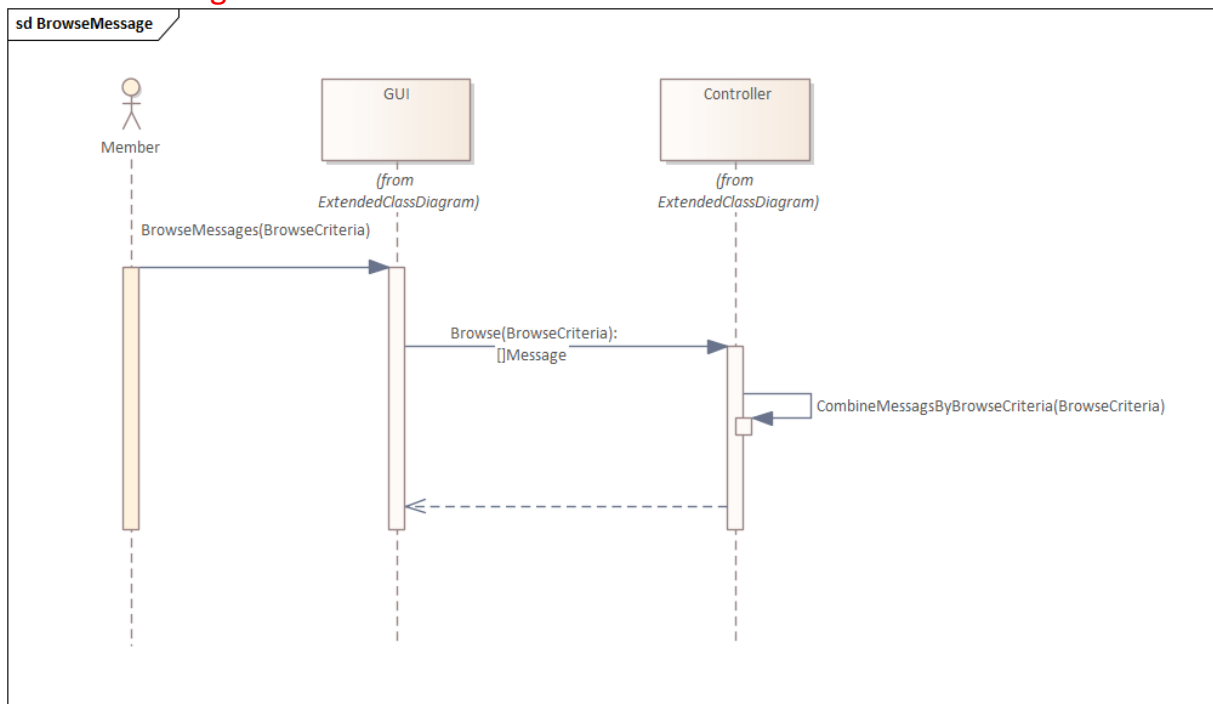 sd BrowseMessage
Member
GUI
Controller
(from
ExtendedClassDiagram)
(from
ExtendedClassDiagram)
BrowseMessages(BrowseCriteria)
Browse(BrowseCriteria):
[]Message
CombineMessagsByBrowseCriteria(BrowseCriteria)